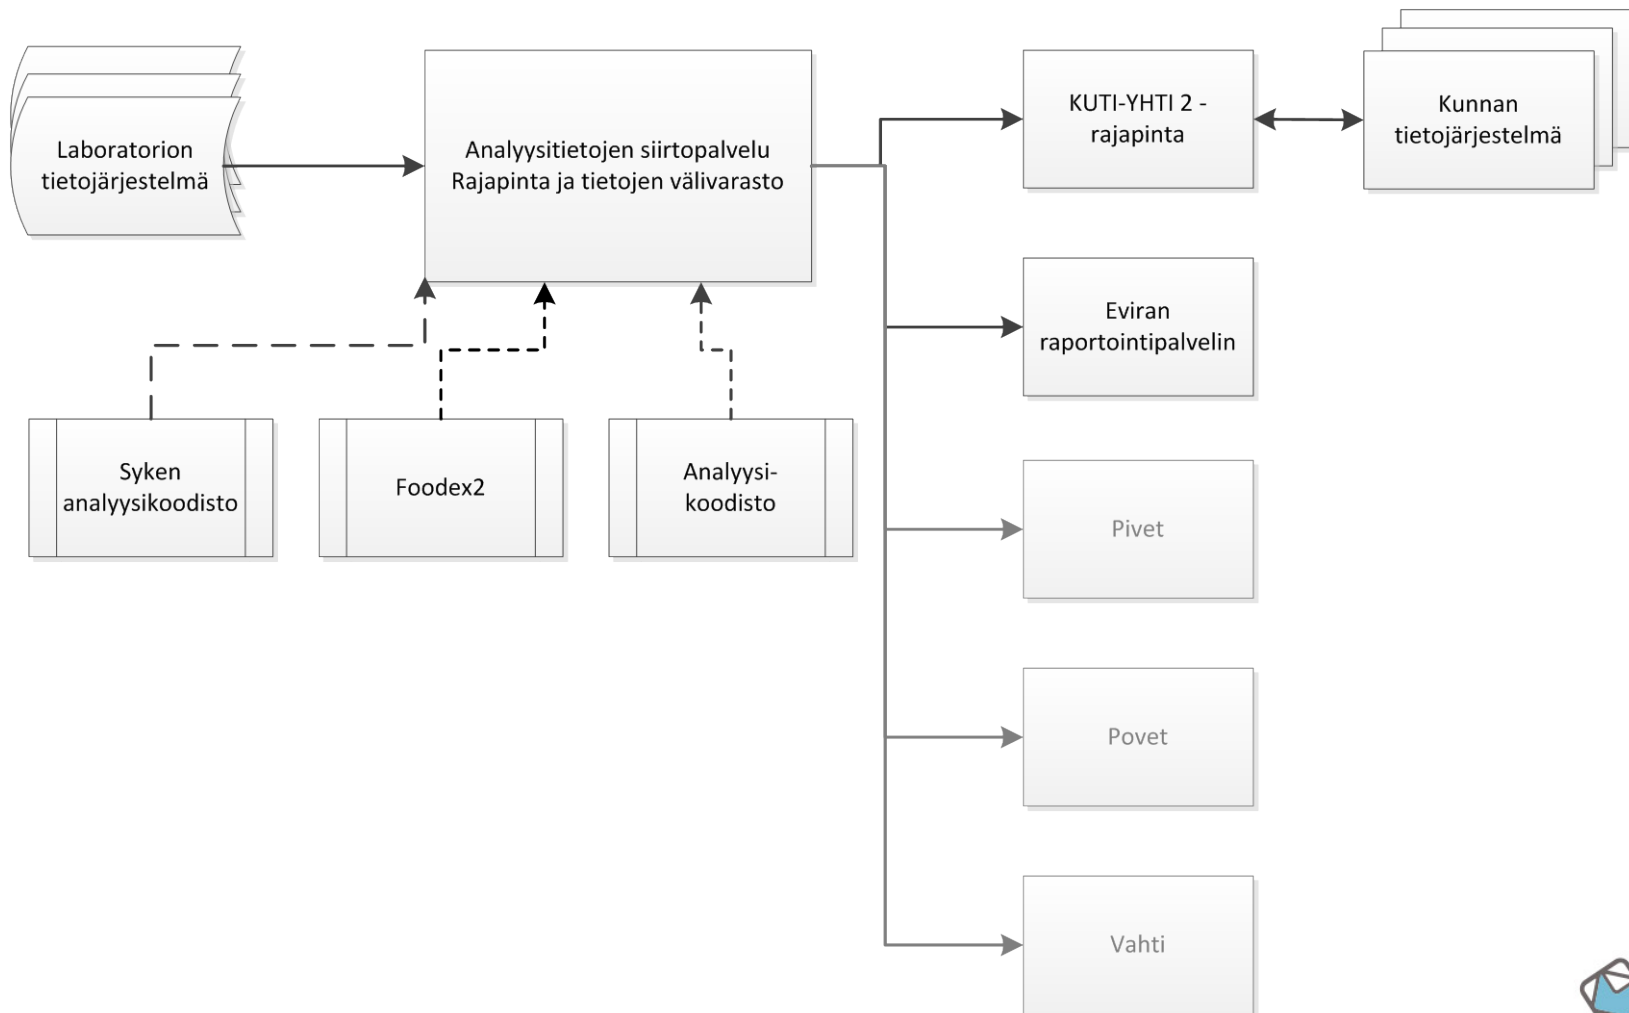 Laboratorion
tietojärjestelmä
Analyysitietojen siirtopalvelu
Rajapinta ja tietojen välivarasto
KUTI-YHTI 2 -
rajapinta
Kunnan
tietojärjestelmä
Eviran
raportointipalvelin
Syken
analyysikoodisto
Foodex2
Analyysi-
koodisto
Pivet
Povet
Vahti